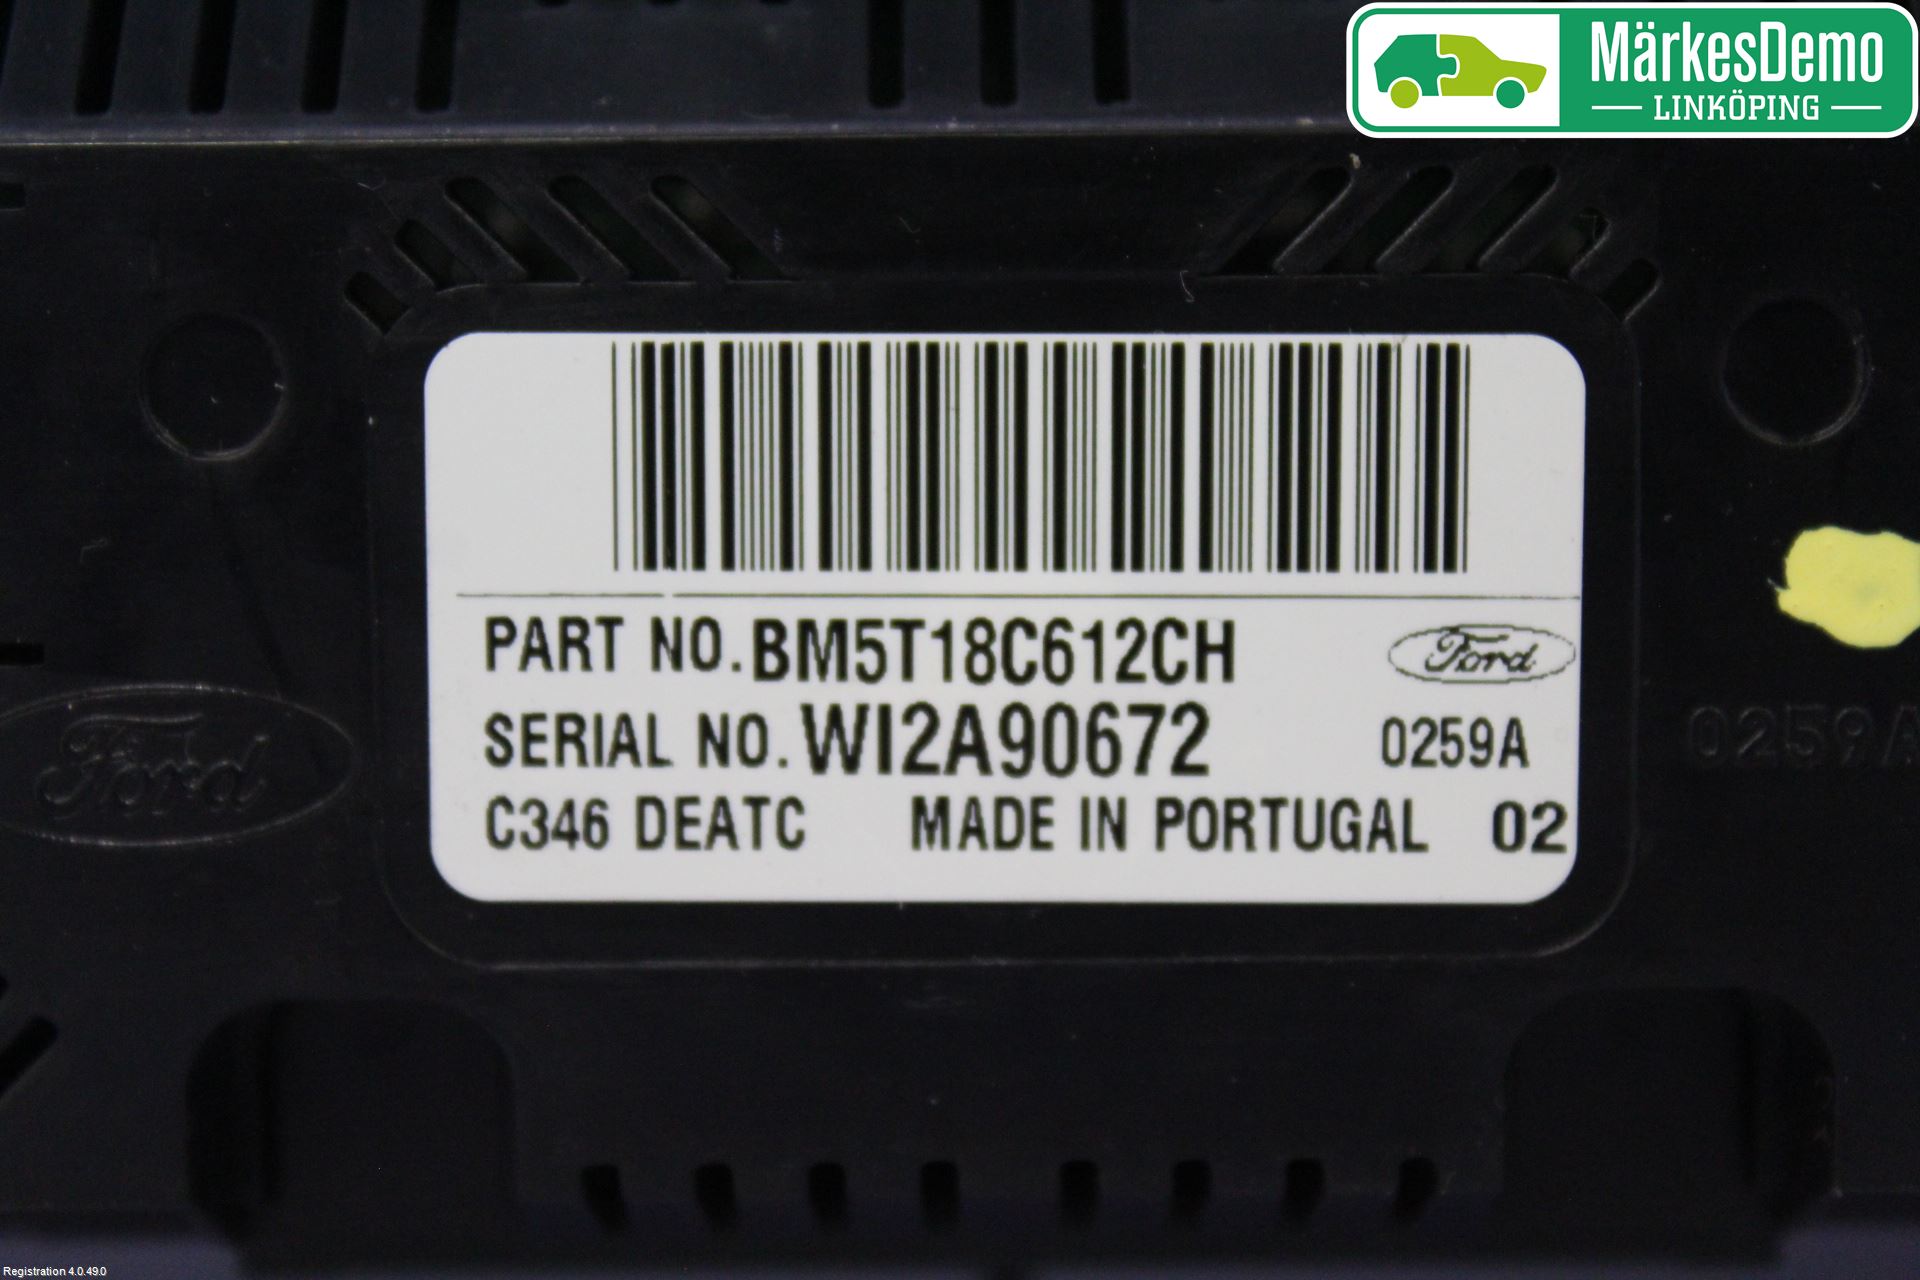 MärkesDemo
LINKÖPING
PART NO. BM5T18C612CH
Ford
SERIAL NO. WI2A90672
0259A
C346 DEATC MADE IN PORTUGAL 02
Ford
0259A
Registration 4.0.49.0